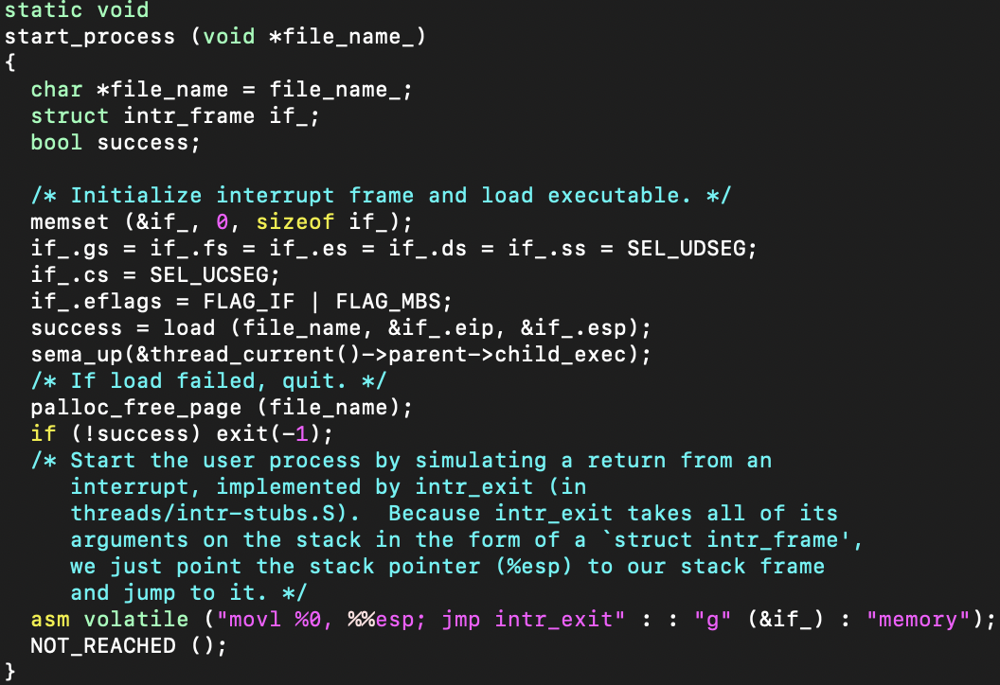 static void
start_process (void *file_name_)
{
  char *file_name = file_name_;
  struct intr_frame if_;
  bool success;

  /* Initialize interrupt frame and load executable. */
  memset (&if_, 0, sizeof if_);
  if_.gs = if_.fs = if_.es = if_.ds = if_.ss = SEL_UDSEG;
  if_.cs = SEL_UCSEG;
  if_.eflags = FLAG_IF | FLAG_MBS;
  success = load (file_name, &if_.eip, &if_.esp);
  sema_up(&thread_current()->parent->child_exec);
  /* If load failed, quit. */
  palloc_free_page (file_name);
  if (!success) exit(-1);
  /* Start the user process by simulating a return from an
     interrupt, implemented by intr_exit (in
     threads/intr-stubs.S).  Because intr_exit takes all of its
     arguments on the stack in the form of a `struct intr_frame',
     we just point the stack pointer (%esp) to our stack frame
     and jump to it. */
  asm volatile ("movl %0, %%esp; jmp intr_exit" : : "g" (&if_) : "memory");
  NOT_REACHED ();
}